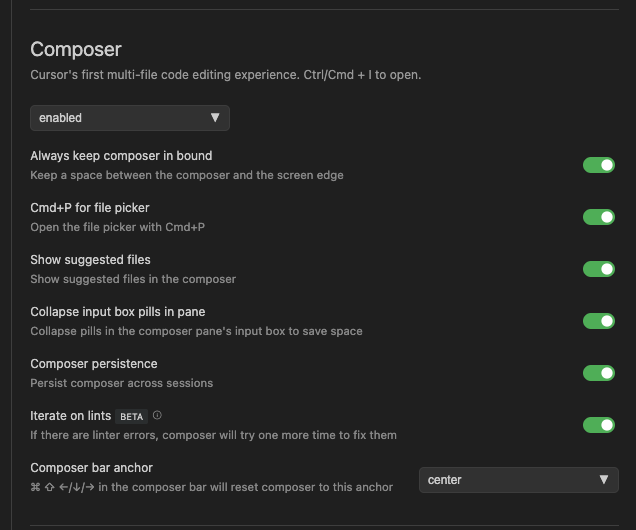 Composer
Cursor's first multi-file code editing experience. Ctrl/Cmd + I to open.
enabled
Always keep composer in bound
Keep a space between the composer and the screen edge
Cmd+P for file picker
Open the file picker with Cmd+P
Show suggested files
Show suggested files in the composer
Collapse input box pills in pane
Collapse pills in the composer pane's input box to save space
Composer persistence
Persist composer across sessions
Iterate on lints BETA
If there are linter errors, composer will try one more time to fix them
Composer bar anchor
⌘ ⇧ ←/↓/→ in the composer bar will reset composer to this anchor
center